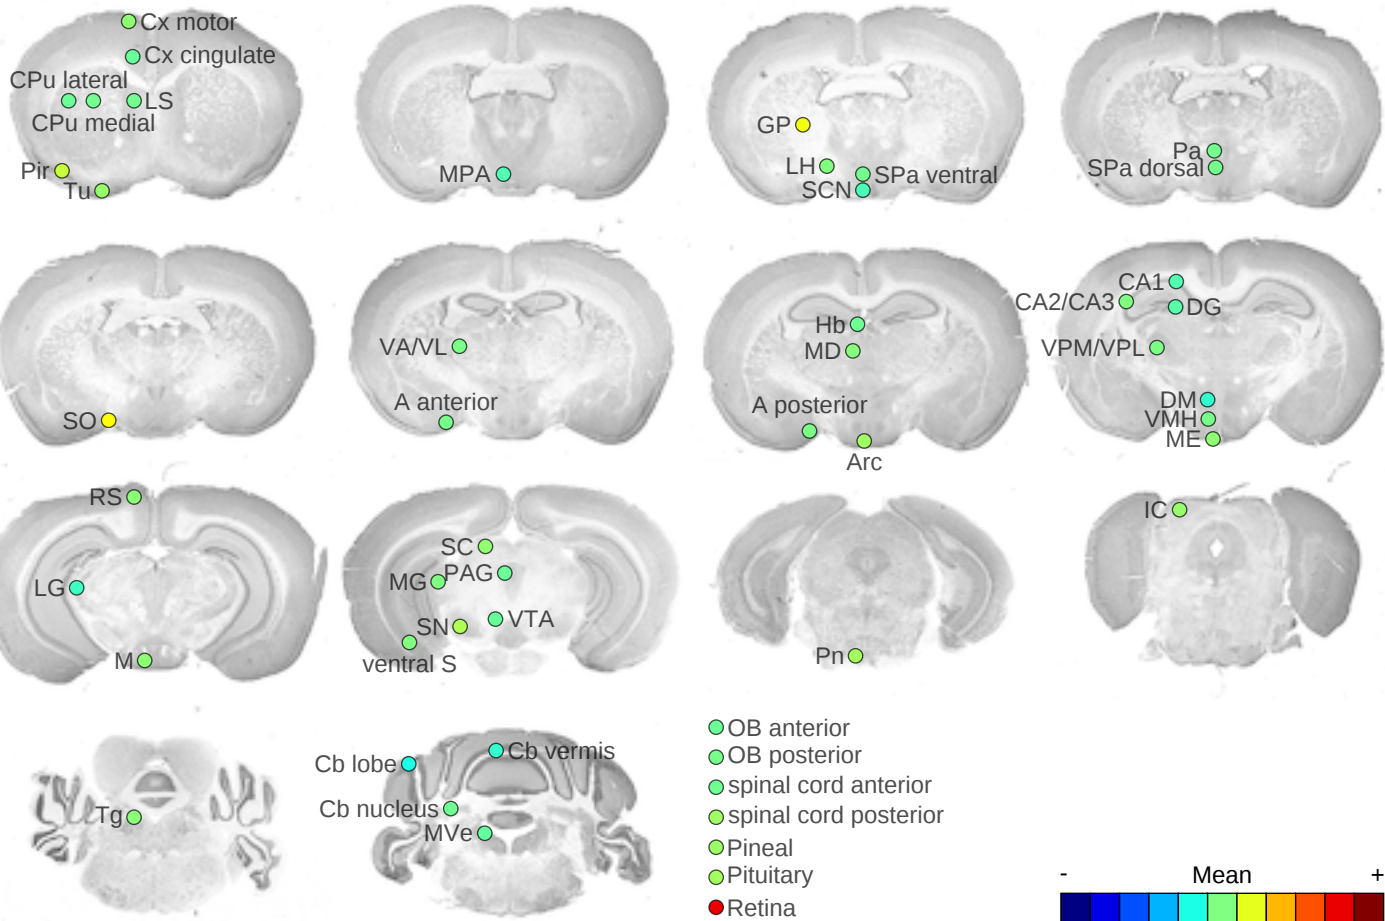 Cx motor
Cx cingulate
CPu lateral
LS
CPu medial
Pir
Tu
MPA
GP
LH
SPa ventral
SCN
Pa
SPa dorsal
SO
VA/VL
A anterior
Hb
MD
A posterior
Arc
CA1
CA2/CA3
DG
VPM/VPL
DM
VMH
ME
RS
LG
M
SC
MG
PAG
SN
VTA
ventral S
Pn
IC
Tg
Cb lobe
Cb vermis
Cb nucleus
MVe
OB anterior
OB posterior
spinal cord anterior
spinal cord posterior
Pineal
Pituitary
Retina
- Mean +